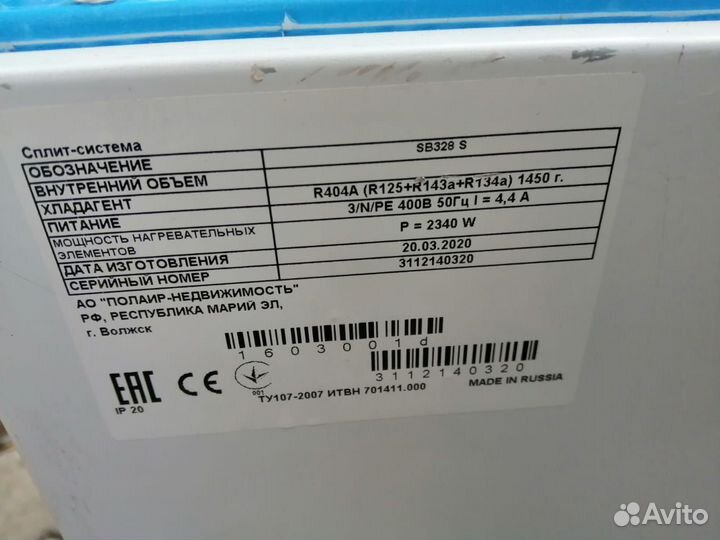 Сплит-система
ОБОЗНАЧЕНИЕ SB328 S
ВНУТРЕННИЙ ОБЪЕМ
ХЛАДАГЕНТ R404A (R125+R143a+R134a) 1450 г.
ПИТАНИЕ 3/N/PE 400В 50Гц I = 4,4 А
МОЩНОСТЬ НАГРЕВАТЕЛЬНЫХ
ЭЛЕМЕНТОВ P = 2340 W
ДАТА ИЗГОТОВЛЕНИЯ 20.03.2020
СЕРИЙНЫЙ НОМЕР 3112140320
АО "ПОЛАИР-НЕДВИЖИМОСТЬ"
РФ, РЕСПУБЛИКА МАРИЙ ЭЛ,
г. Волжск
1603001d
3112140320
EAC CE 001
IP 20
ТУ107-2007 ИТВН 701411.000
MADE IN RUSSIA
Avito